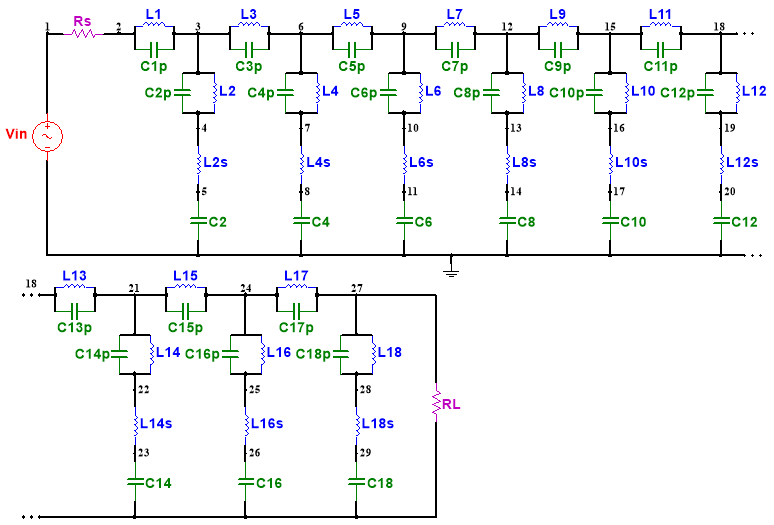 L1 L3 L5 L7 L9 L11
1 Rs 2 3 6 9 12 15 18
C1p C3p C5p C7p C9p C11p
C2p L2 C4p L4 C6p L6 C8p L8 C10p L10 C12p L12
Vin 4 7 10 13 16 19
L2s L4s L6s L8s L10s L12s
5 8 11 14 17 20
C2 C4 C6 C8 C10 C12
L13 L15 L17
18 21 24 27
C13p C15p C17p
C14p L14 C16p L16 C18p L18
22 25 28
RL
L14s L16s L18s
23 26 29
C14 C16 C18